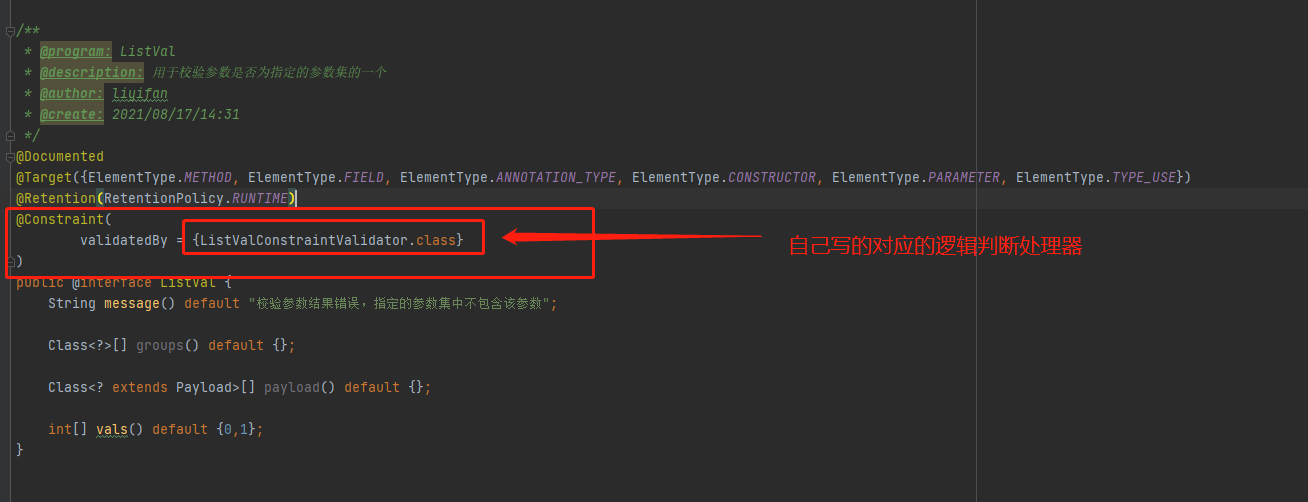 /**
* @program: ListVal
* @description: 用于校验参数是否为指定的参数集的一个
* @author: liyifan
* @create: 2021/08/17/14:31
*/
@Documented
@Target({ElementType.METHOD, ElementType.FIELD, ElementType.ANNOTATION_TYPE, ElementType.CONSTRUCTOR, ElementType.PARAMETER, ElementType.TYPE_USE})
@Retention(RetentionPolicy.RUNTIME)
@Constraint(
validatedBy = {ListValConstraintValidator.class}
自己写的对应的逻辑判断处理器
)
public @interface ListVal {
String message() default "校验参数结果错误，指定的参数集中不包含该参数";
Class<?>[] groups() default {};
Class<? extends Payload>[] payload() default {};
int[] vals() default {0,1};
}